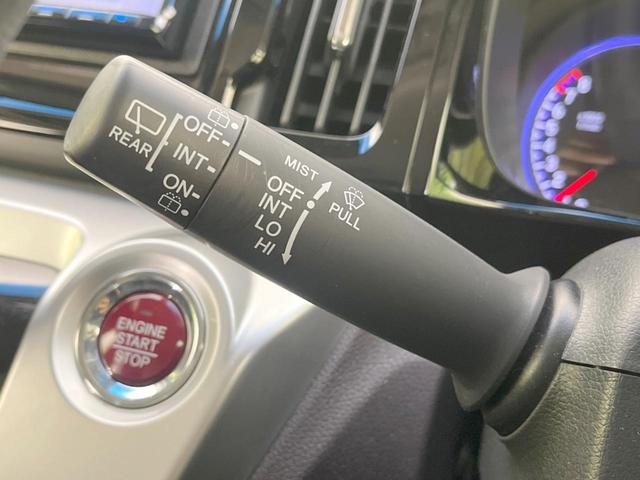 REAR
OFF
INT
ON
MIST
OFF
INT
LO
HI
PULL
ENGINE
START
STOP